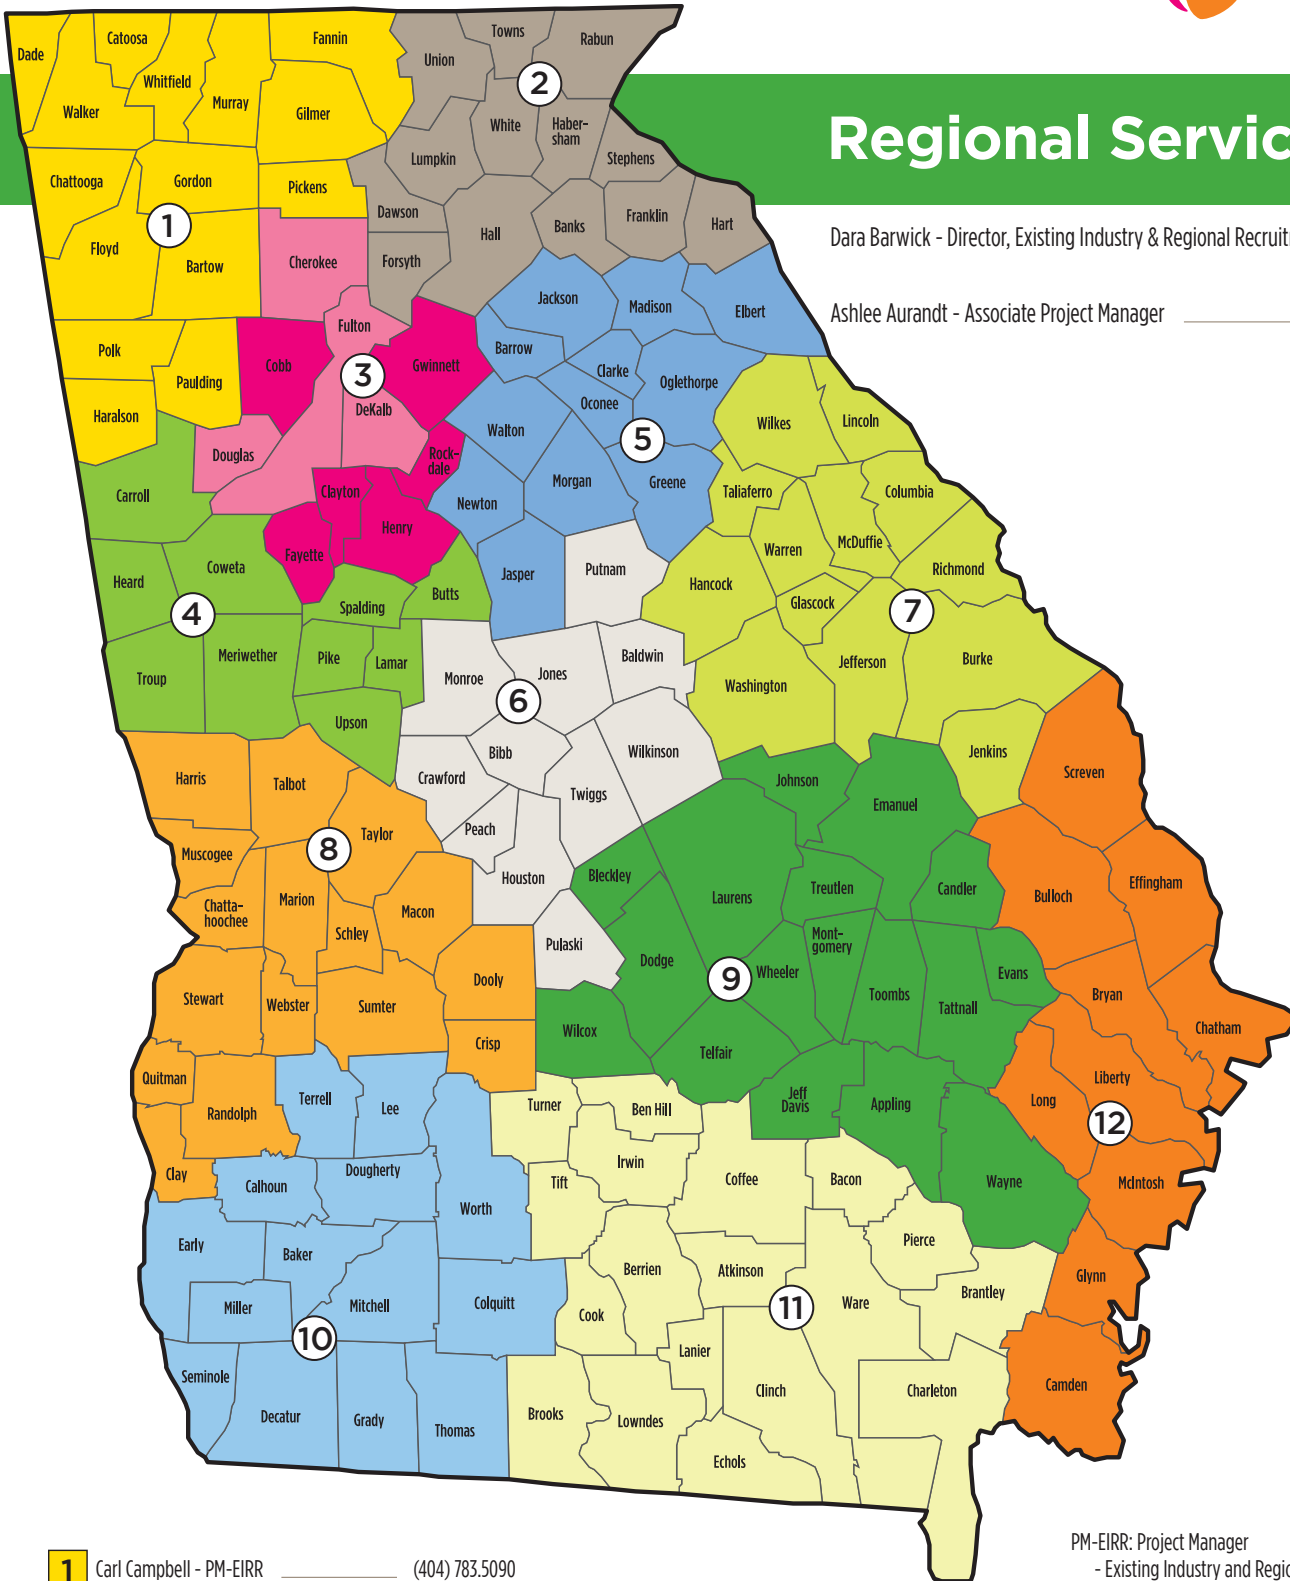 Regional Servic
Dara Barwick - Director, Existing Industry & Regional Recruit
Ashlee Aurandt - Associate Project Manager
Dade
Catoosa
Fannin
Whitfield
Walker
Murray
Gilmer
Union
Towns
Rabun
2
White
Haber-
sham
Lumpkin
Stephens
Chattooga
Gordon
Pickens
Dawson
1
Floyd
Bartow
Cherokee
Forsyth
Hall
Banks
Franklin
Hart
Polk
Paulding
Haralson
Cobb
Fulton
3
Gwinnett
DeKalb
Douglas
Rock-
dale
Clayton
Henry
Fayette
Jackson
Madison
Elbert
Barrow
Clarke
Oglethorpe
Oconee
5
Walton
Morgan
Greene
Newton
Jasper
Putnam
Wilkes
Lincoln
Taliaferro
Columbia
Warren
McDuffie
Richmond
Hancock
Glascock
7
Carroll
Heard
Coweta
4
Spalding
Butts
Troup
Meriwether
Pike
Lamar
Upson
Monroe
Jones
Baldwin
6
Bibb
Wilkinson
Crawford
Twiggs
Peach
Houston
Pulaski
Washington
Jefferson
Burke
Jenkins
Screven
Harris
Talbot
Taylor
8
Muscogee
Chatta-
hoochee
Marion
Macon
Schley
Stewart
Webster
Sumter
Dooly
Crisp
Quitman
Randolph
Clay
Johnson
Emanuel
Bleckley
Laurens
Treutlen
Candler
Mont-
gomery
Dodge
9
Wheeler
Toombs
Tattnall
Evans
Wilcox
Telfair
Jeff
Davis
Appling
Wayne
Bulloch
Effingham
Bryan
Chatham
Liberty
Long
12
McIntosh
Glynn
Camden
Terrell
Lee
Calhoun
Dougherty
Worth
Early
Baker
Miller
Mitchell
Colquitt
10
Seminole
Decatur
Grady
Thomas
Turner
Ben Hill
Irwin
Tift
Coffee
Bacon
Pierce
Berrien
Atkinson
11
Ware
Brantley
Cook
Lanier
Clinch
Charleton
Brooks
Lowndes
Echols
1 Carl Campbell - PM-EIRR (404) 783.5090
PM-EIRR: Project Manager
- Existing Industry and Regio